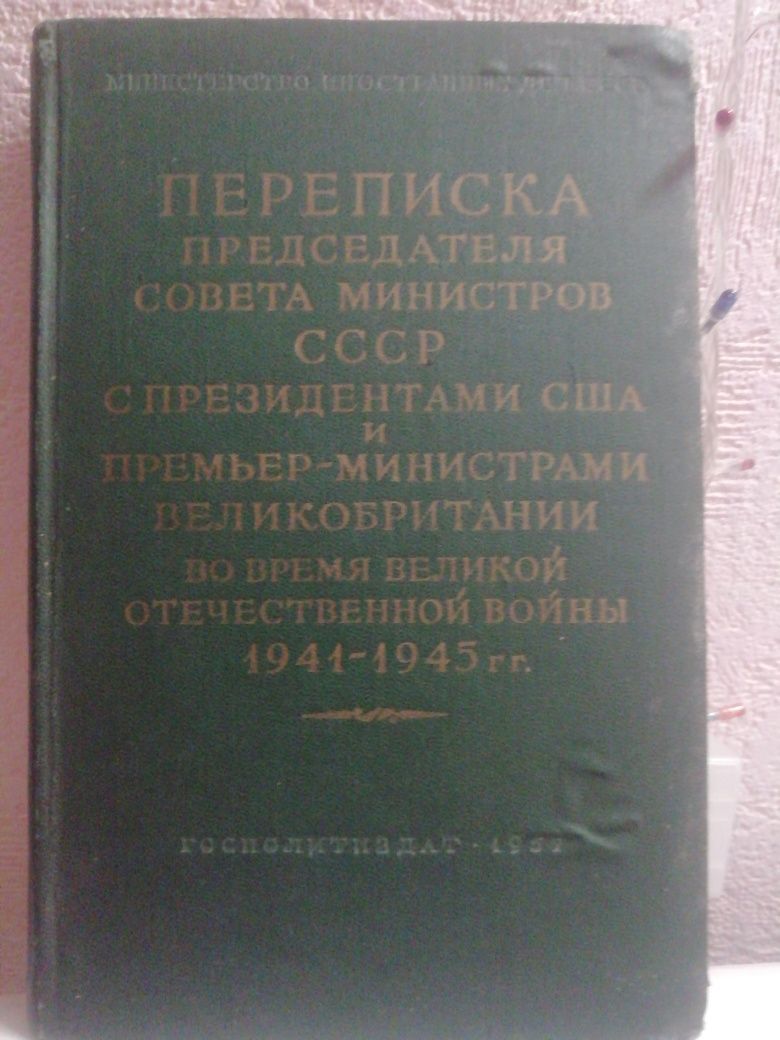 МИНИСТЕРСТВО ИНОСТРАННЫХ ДЕЛ СССР
ПЕРЕПИСКА
ПРЕДСЕДАТЕЛЯ
СОВЕТА МИНИСТРОВ
СССР
С ПРЕЗИДЕНТАМИ США
И
ПРЕМЬЕР-МИНИСТРАМИ
ВЕЛИКОБРИТАНИИ
ВО ВРЕМЯ ВЕЛИКОЙ
ОТЕЧЕСТВЕННОЙ ВОЙНЫ
1941-1945 гг.
ГОСПОЛИТИЗДАТ